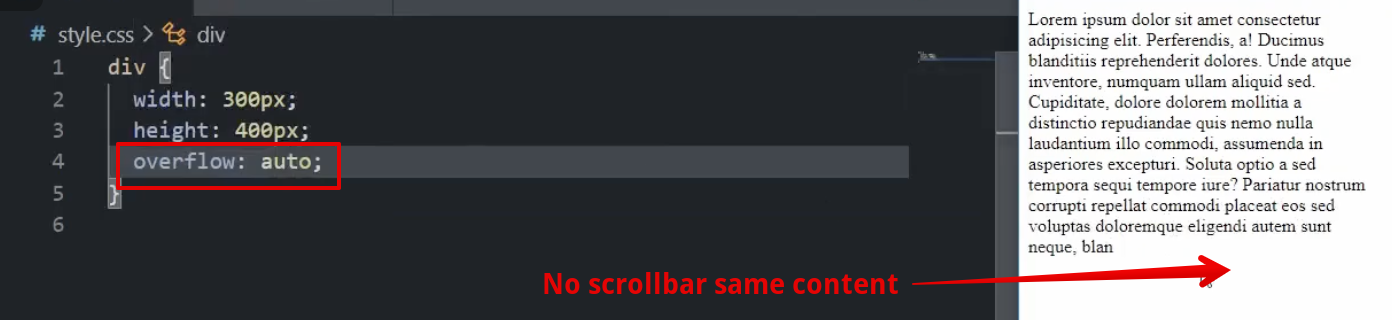 # style.css > div
1 div {
2 width: 300px;
3 height: 400px;
4 overflow: auto;
5 }
6
Lorem ipsum dolor sit amet consectetur
adipisicing elit. Perferendis, a! Ducimus
blanditiis reprehenderit dolores. Unde atque
inventore, numquam ullam aliquid sed.
Cupiditate, dolore dolorem mollitia a
distinctio repudiandae quis nemo nulla
laudantium illo commodi, assumenda in
asperiores excepturi. Soluta optio a sed
tempora sequi tempore iure? Pariatur nostrum
corrupti repellat commodi placeat eos sed
voluptas doloremque eligendi autem sunt
neque, blan
No scrollbar same content